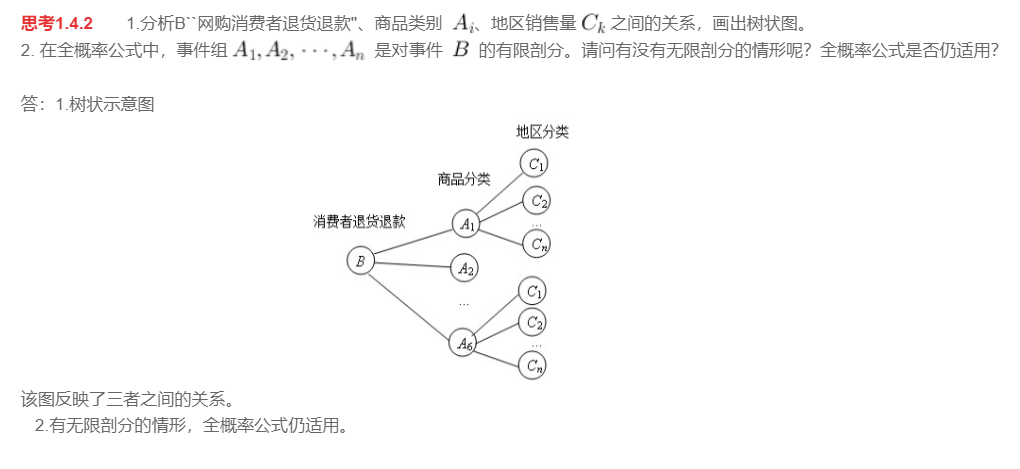 思考1.4.2 1.分析B``网购消费者退货退款"、商品类别 A_i、地区销售量 C_k 之间的关系，画出树状图。
2. 在全概率公式中，事件组 A_1, A_2, ···, A_n 是对事件 B 的有限剖分。请问有没有无限剖分的情形呢？全概率公式是否仍适用？
答：1.树状示意图
地区分类
C_1
商品分类
C_2
消费者退货退款
A_1
...
C_n
B
A_2
C_1
...
C_2
A_6
...
C_n
该图反映了三者之间的关系。
2.有无限剖分的情形，全概率公式仍适用。